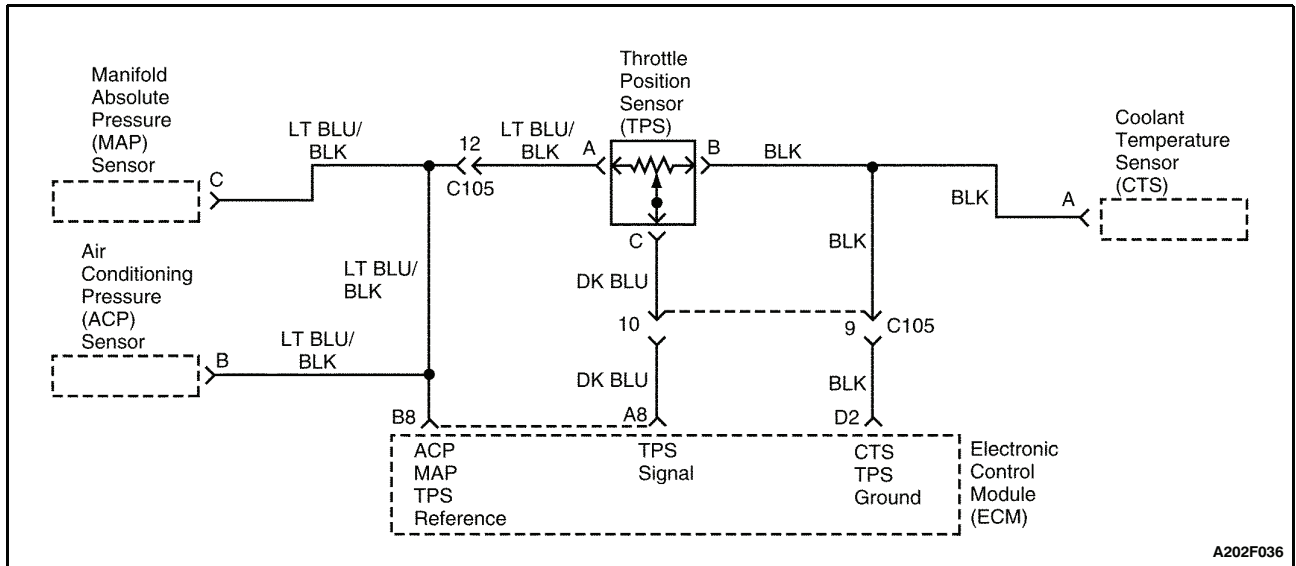 Manifold
Absolute
Pressure
(MAP)
Sensor
C
LT BLU/
BLK
12
C105
LT BLU/
BLK
A
Throttle
Position
Sensor
(TPS)
B
BLK
Coolant
Temperature
Sensor
(CTS)
BLK
A
Air
Conditioning
Pressure
(ACP)
Sensor
B
LT BLU/
BLK
LT BLU/
BLK
C
DK BLU
BLK
10
9
C105
DK BLU
BLK
B8
A8
D2
ACP
MAP
TPS
Reference
TPS
Signal
CTS
TPS
Ground
Electronic
Control
Module
(ECM)
A202F036